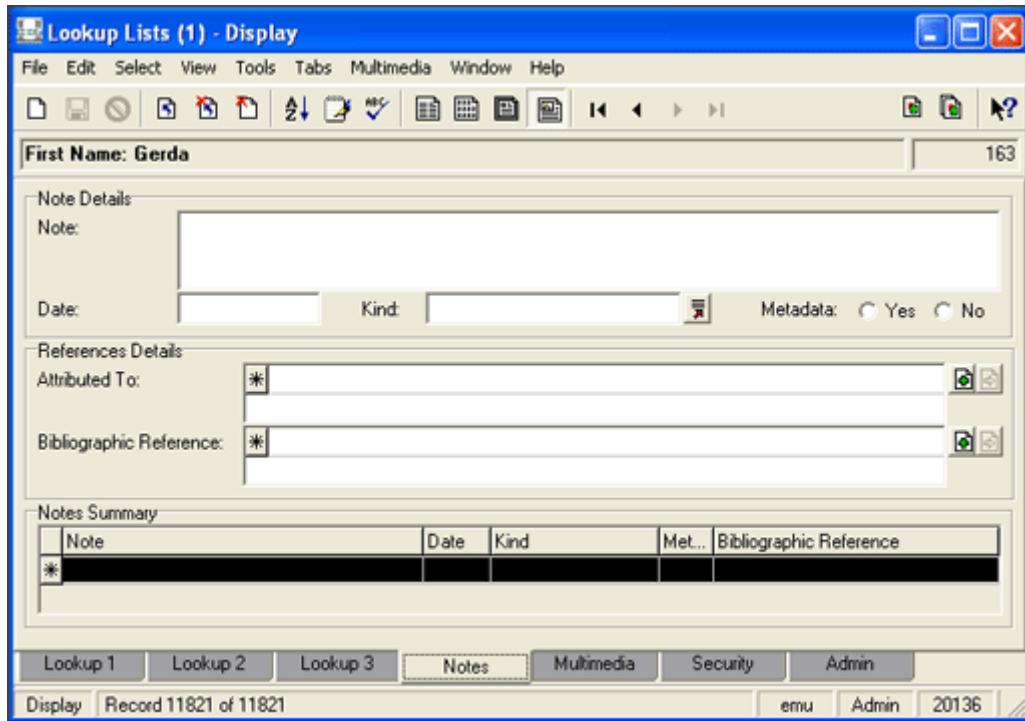 Lookup Lists (1) - Display
File Edit Select View Tools Tabs Multimedia Window Help
First Name: Gerda 163
Note Details
Note:
Date: Kind: Metadata: Yes No
References Details
Attributed To:
Bibliographic Reference:
Notes Summary
Note Date Kind Met... Bibliographic Reference
Lookup 1 Lookup 2 Lookup 3 Notes Multimedia Security Admin
Display Record 11821 of 11821 emu Admin 20136